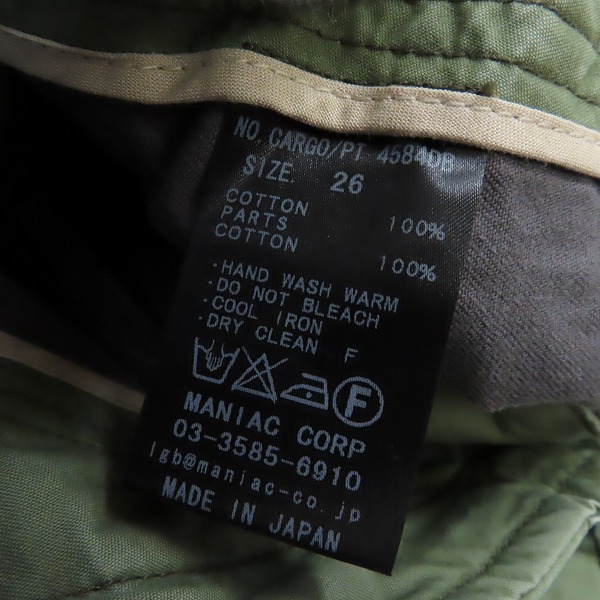 NO CARGO/PT 4584DB
SIZE. 26
COTTON 100%
PARTS
COTTON 100%
・HAND WASH WARM
・DO NOT BLEACH
・COOL IRON
・DRY CLEAN F
F
MANIAC CORP
03-3585-6910
lgb@maniac-co.jp
MADE IN JAPAN